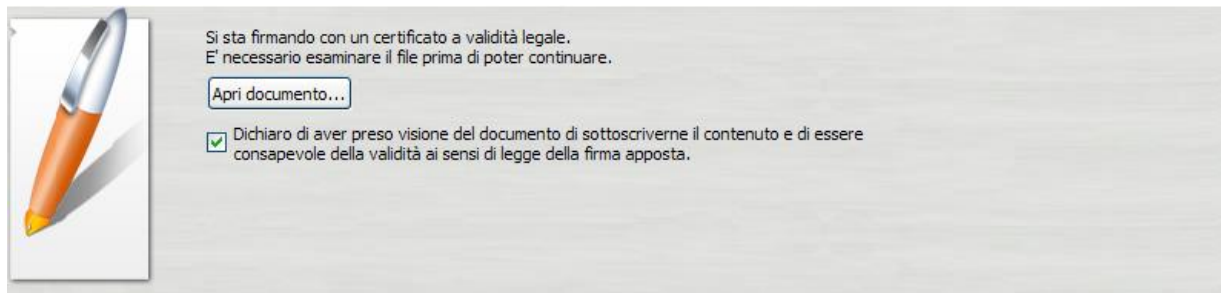 Si sta firmando con un certificato a validità legale.
E' necessario esaminare il file prima di poter continuare.
Apri documento...
Dichiaro di aver preso visione del documento di sottoscriverne il contenuto e di essere
consapevole della validità ai sensi di legge della firma apposta.